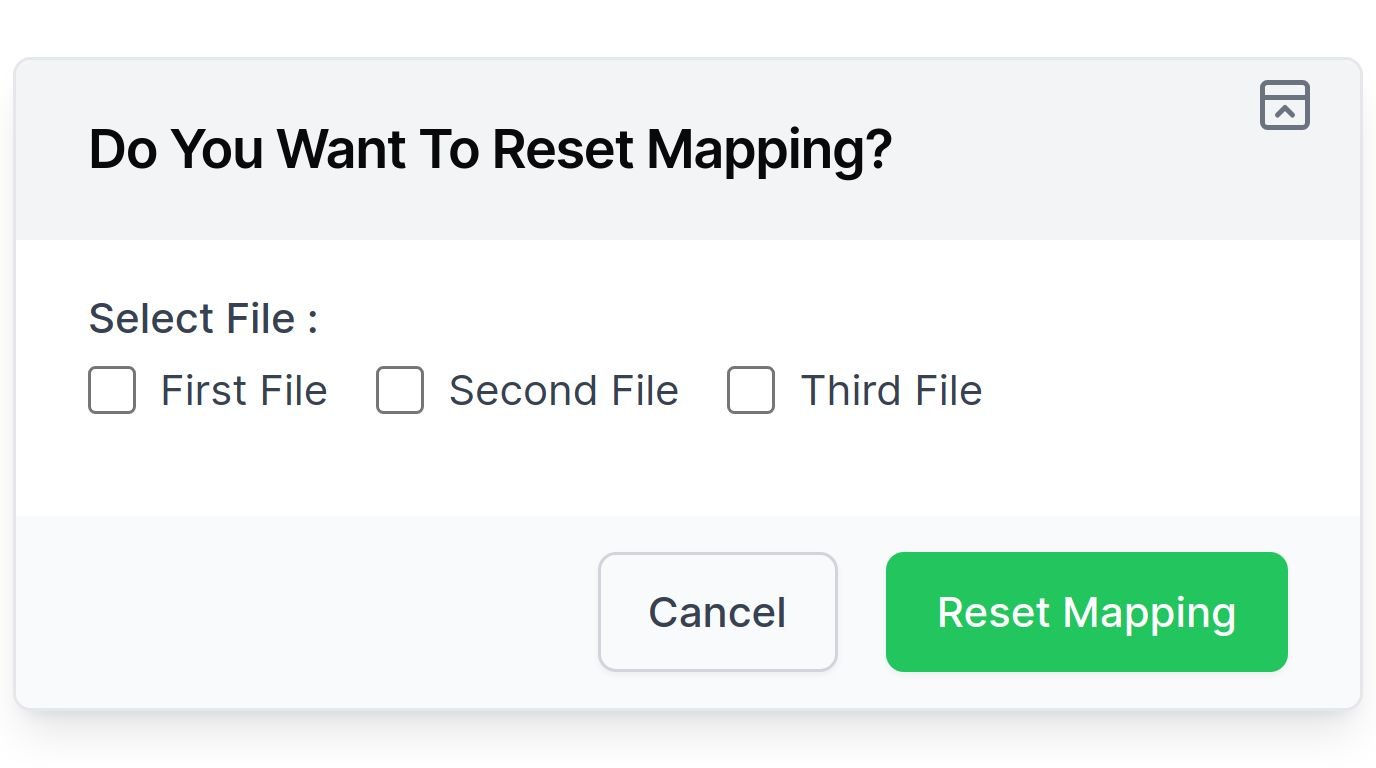 Do You Want To Reset Mapping?
Select File :
First File Second File Third File
Cancel Reset Mapping